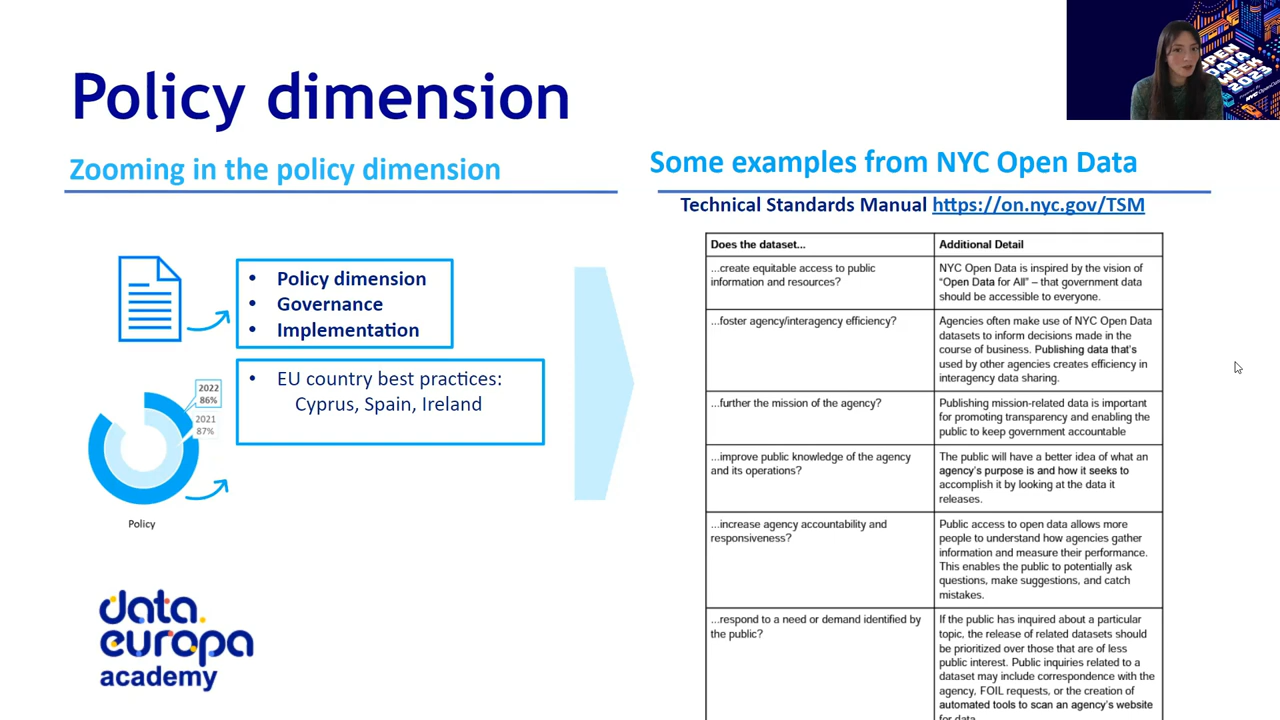 Policy dimension
Zooming in the policy dimension
• Policy dimension
• Governance
• Implementation
• EU country best practices:
Cyprus, Spain, Ireland
2022
86%
2021
87%
Policy
data.
europa
academy
OPEN
DATA
WEEK
2023
Some examples from NYC Open Data
Technical Standards Manual https://on.nyc.gov/TSM
Does the dataset...
Additional Detail
...create equitable access to public
information and resources?
NYC Open Data is inspired by the vision of
“Open Data for All” – that government data
should be accessible to everyone.
...foster agency/interagency efficiency?
Agencies often make use of NYC Open Data
datasets to inform decisions made in the
course of business. Publishing data that’s
used by other agencies creates efficiency in
interagency data sharing.
...further the mission of the agency?
Publishing mission-related data is important
for promoting transparency and enabling the
public to keep government accountable
...improve public knowledge of the agency
and its operations?
The public will have a better idea of what an
agency’s purpose is and how it seeks to
accomplish it by looking at the data it
releases.
...increase agency accountability and
responsiveness?
Public access to open data allows more
people to understand how agencies gather
information and measure their performance.
This enables the public to potentially ask
questions, make suggestions, and catch
mistakes.
...respond to a need or demand identified by
the public?
If the public has inquired about a particular
topic, the release of related datasets should
be prioritized over those that are of less
public interest. Public inquiries related to a
dataset may include correspondence with the
agency, FOIL requests, or the creation of
automated tools to scan an agency’s website
for data